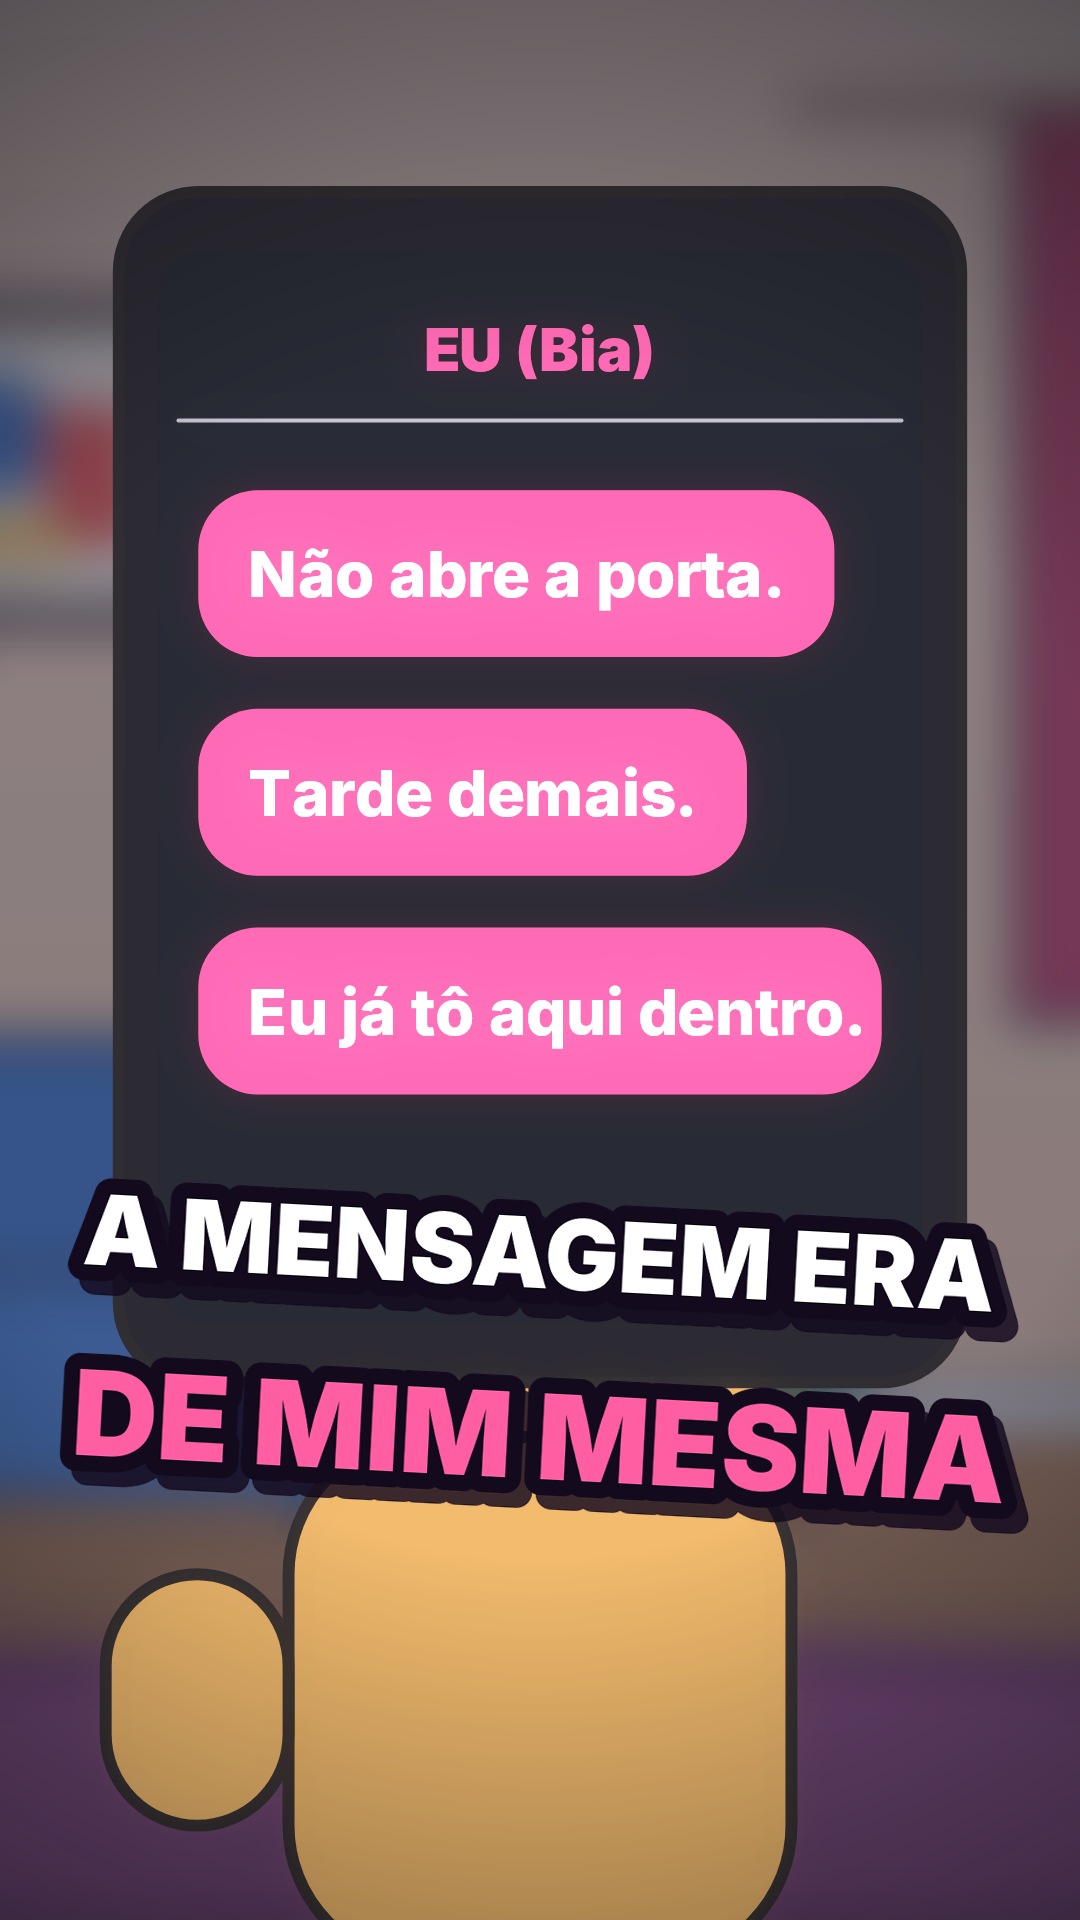 EU (Bia)
Não abre a porta.
Tarde demais.
Eu já tô aqui dentro.
A MENSAGEM ERA
DE MIM MESMA